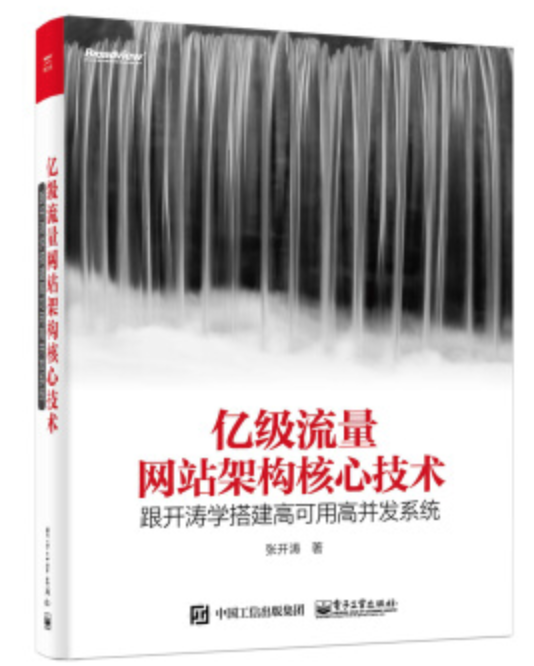 Broadview
亿级流量
网站架构核心技术
跟开涛学搭建高可用高并发系统
张开涛 著
中国工信出版集团
电子工业出版社
亿级流量网站架构核心技术